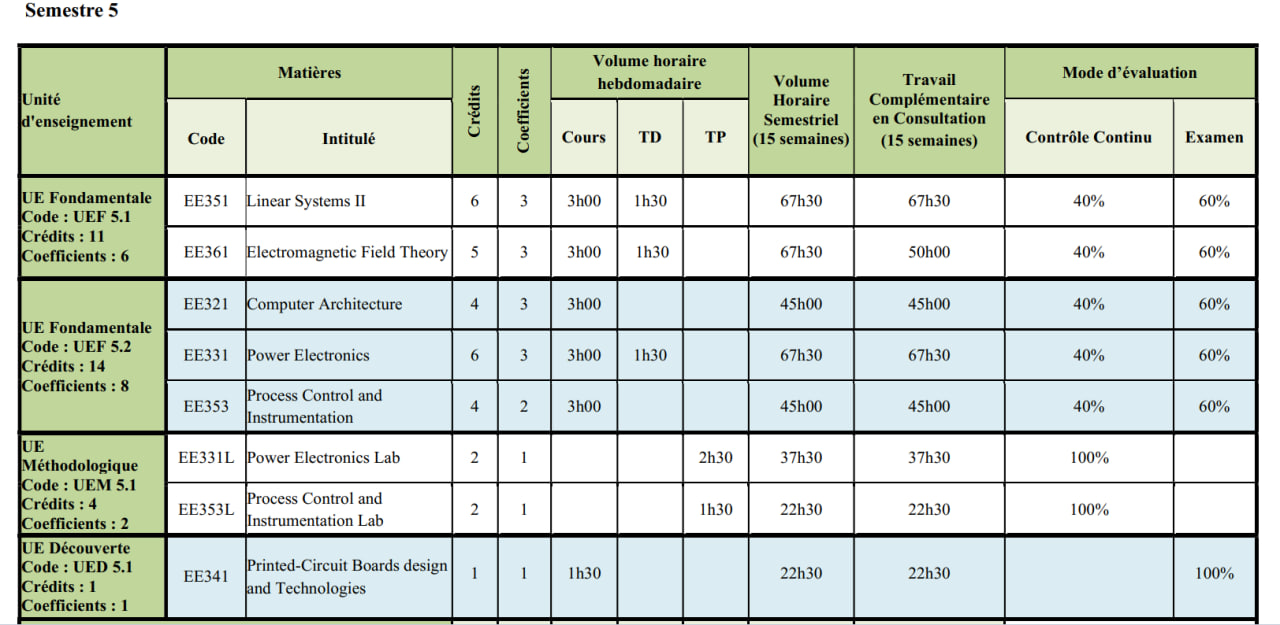 Semestre 5
Unité d'enseignement | Matières | Crédits | Coefficients | Volume horaire hebdomadaire | Volume Horaire Semestriel (15 semaines) | Travail Complémentaire en Consultation (15 semaines) | Mode d'évaluation
Code | Intitulé | Cours | TD | TP | Contrôle Continu | Examen
UE Fondamentale
Code : UEF 5.1
Crédits : 11
Coefficients : 6
EE351 | Linear Systems II | 6 | 3 | 3h00 | 1h30 | | 67h30 | 67h30 | 40% | 60%
EE361 | Electromagnetic Field Theory | 5 | 3 | 3h00 | 1h30 | | 67h30 | 50h00 | 40% | 60%
UE Fondamentale
Code : UEF 5.2
Crédits : 14
Coefficients : 8
EE321 | Computer Architecture | 4 | 3 | 3h00 | | | 45h00 | 45h00 | 40% | 60%
EE331 | Power Electronics | 6 | 3 | 3h00 | 1h30 | | 67h30 | 67h30 | 40% | 60%
EE353 | Process Control and Instrumentation | 4 | 2 | 3h00 | | | 45h00 | 45h00 | 40% | 60%
UE
Méthodologique
Code : UEM 5.1
Crédits : 4
Coefficients : 2
EE331L | Power Electronics Lab | 2 | 1 | | | 2h30 | 37h30 | 37h30 | 100% |
EE353L | Process Control and Instrumentation Lab | 2 | 1 | | | 1h30 | 22h30 | 22h30 | 100% |
UE Découverte
Code : UED 5.1
Crédits : 1
Coefficients : 1
EE341 | Printed-Circuit Boards design and Technologies | 1 | 1 | 1h30 | | | 22h30 | 22h30 | | 100%